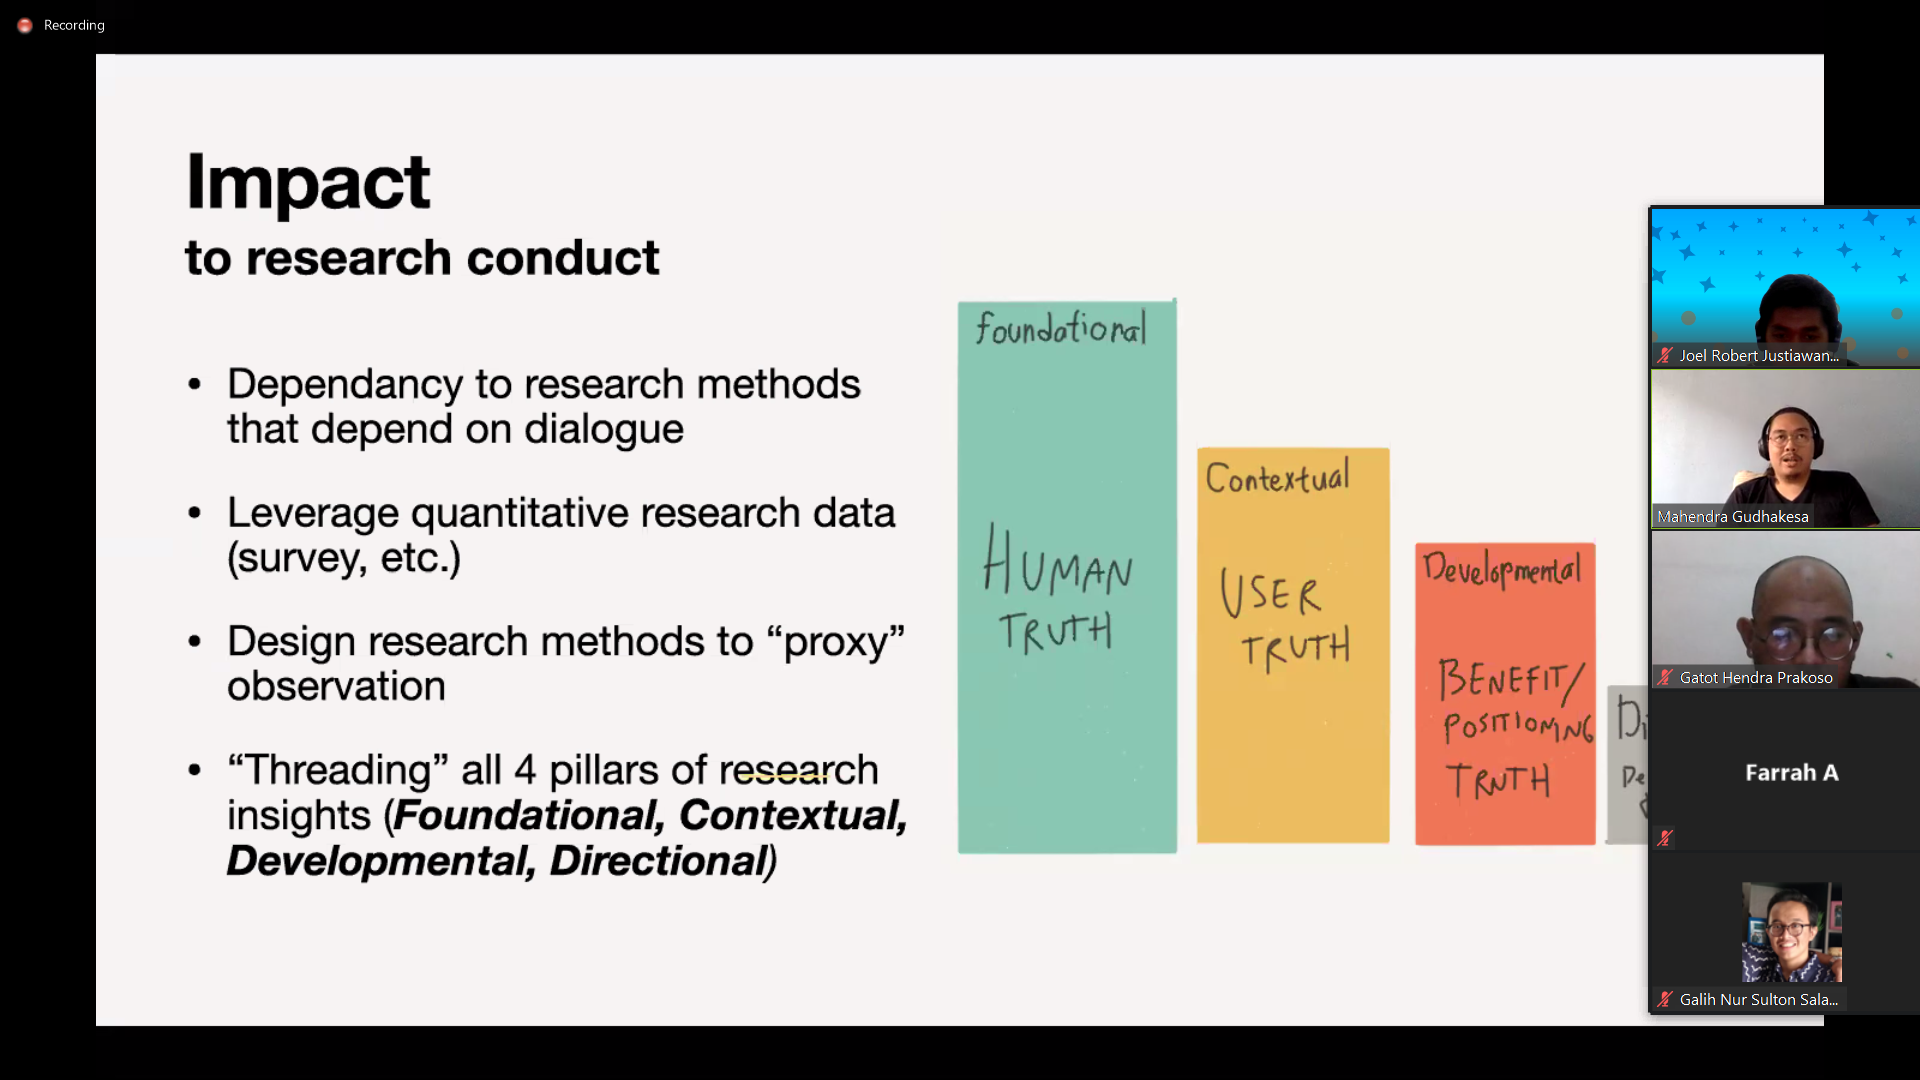 Recording
Impact
to research conduct
• Dependancy to research methods
that depend on dialogue
• Leverage quantitative research data
(survey, etc.)
• Design research methods to “proxy”
observation
• “Threading” all 4 pillars of research
insights (Foundational, Contextual,
Developmental, Directional)
foundational
HUMAN
TRUTH
Contextual
USER
TRUTH
Developmental
BENEFIT/
POSITIONING
TRUTH
Di
De
Joel Robert Justiawan...
Mahendra Gudhakesa
Gatot Hendra Prakoso
Farrah A
Galih Nur Sulton Sala...